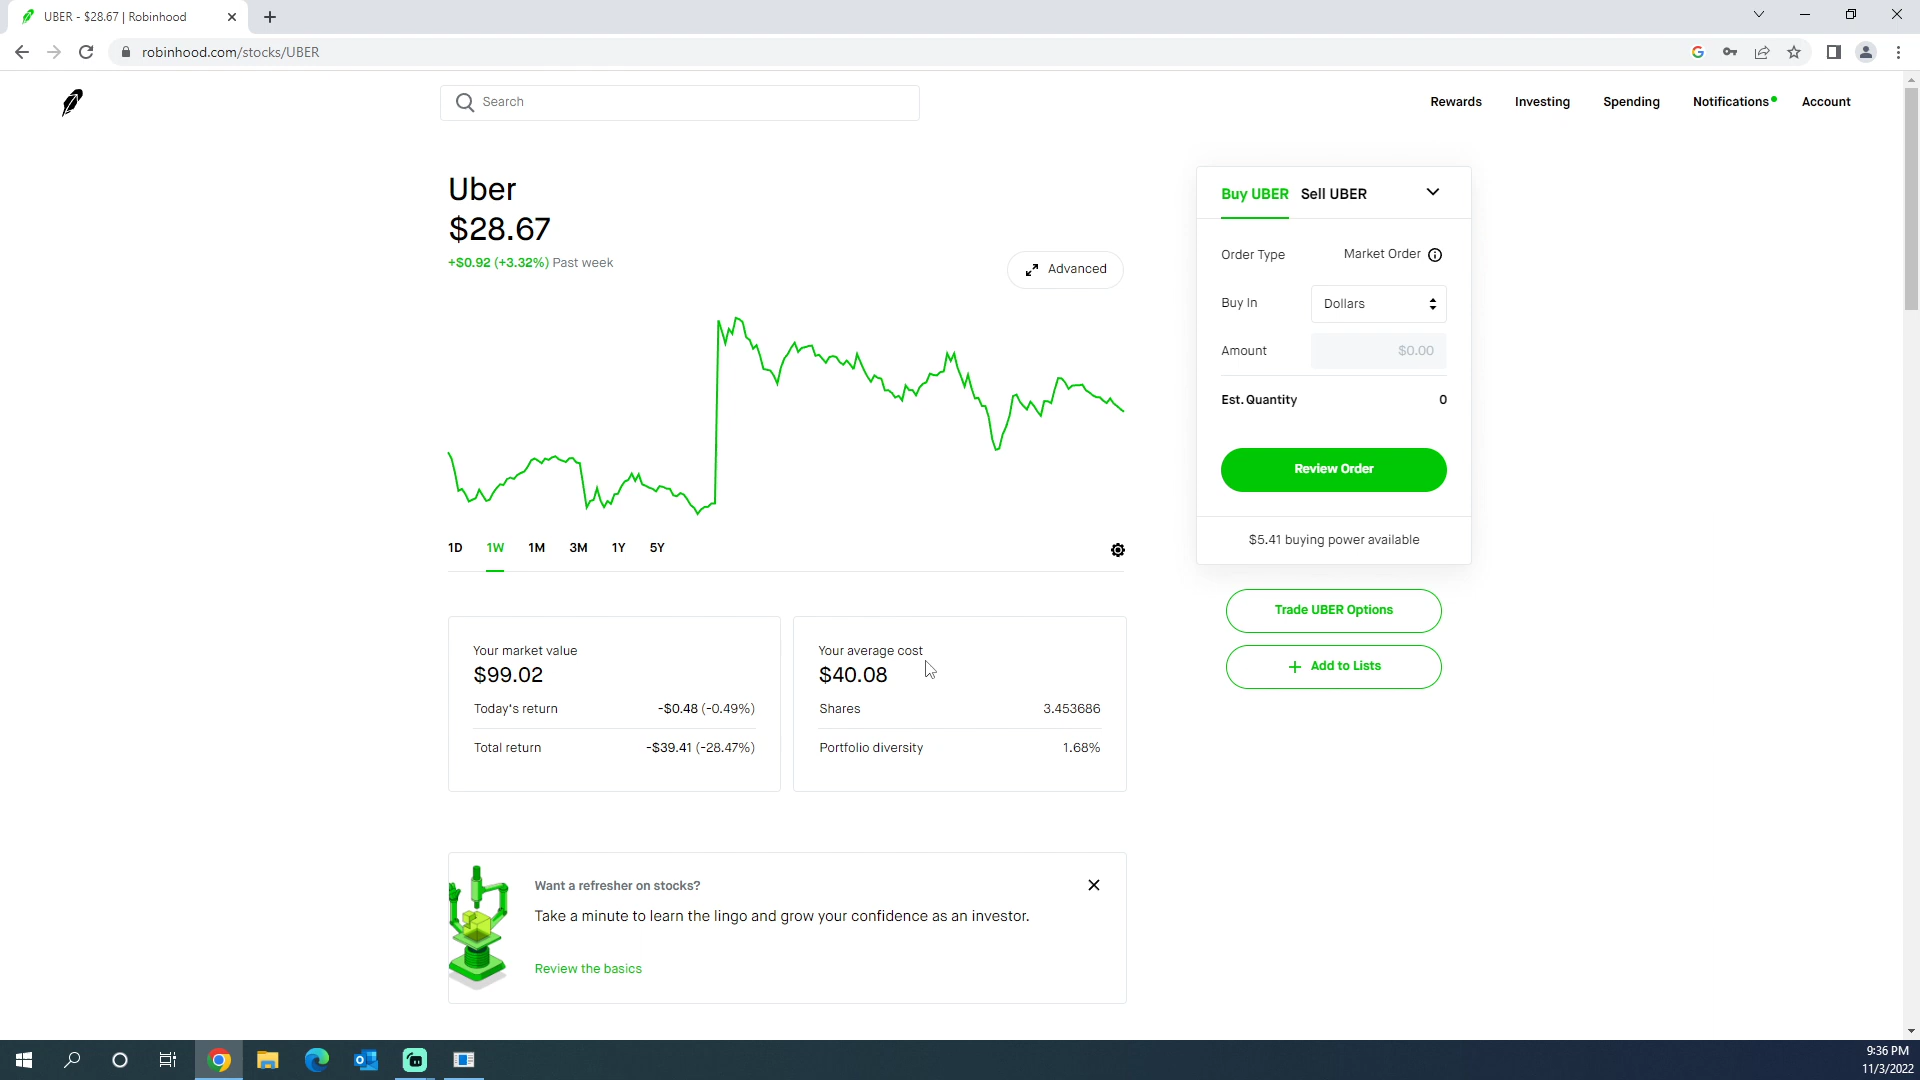 UBER - $28.67 | Robinhood
robinhood.com/stocks/UBER
Search
Rewards
Investing
Spending
Notifications
Account
Uber
$28.67
+$0.92 (+3.32%) Past week
Advanced
1D 1W 1M 3M 1Y 5Y
Your market value
$99.02
Today's return -$0.48 (-0.49%)
Total return -$39.41 (-28.47%)
Your average cost
$40.08
Shares 3.453686
Portfolio diversity 1.68%
Want a refresher on stocks?
Take a minute to learn the lingo and grow your confidence as an investor.
Review the basics
Buy UBER Sell UBER
Order Type Market Order
Buy In Dollars
Amount $0.00
Est. Quantity 0
Review Order
$5.41 buying power available
Trade UBER Options
Add to Lists
9:36 PM
11/3/2022